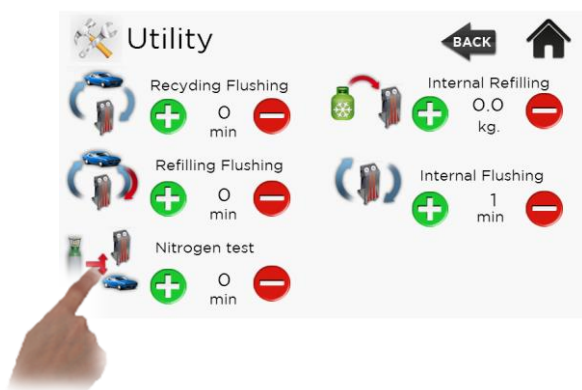 Utility
BACK
Recyding Flushing
0
min
Internal Refilling
0.0
kg.
Refilling Flushing
0
min
Internal Flushing
1
min
Nitrogen test
0
min